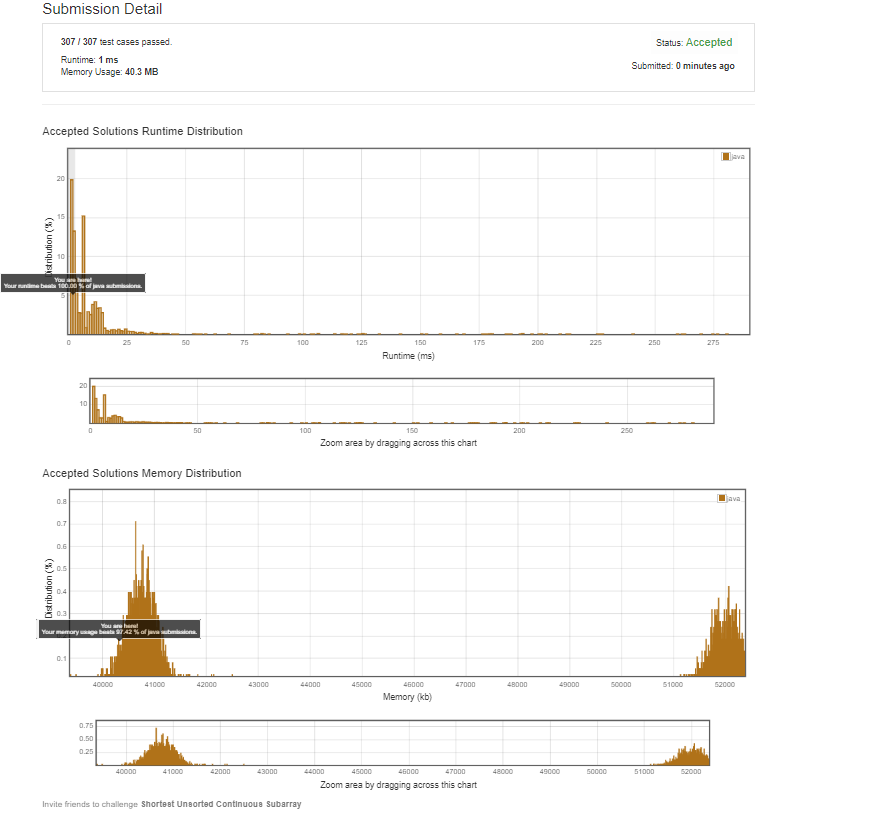 Submission Detail
307 / 307 test cases passed.
Status: Accepted
Runtime: 1 ms
Memory Usage: 40.3 MB
Submitted: 0 minutes ago
Accepted Solutions Runtime Distribution
java
20
15
10
5
Distribution (%)
You are here!
Your runtime beats 100.00 % of java submissions.
0 25 50 75 100 125 150 175 200 225 250 275
Runtime (ms)
20
10
0 50 100 150 200 250
Zoom area by dragging across this chart
Accepted Solutions Memory Distribution
java
0.8
0.7
0.6
0.5
0.4
0.3
0.1
Distribution (%)
You are here!
Your memory usage beats 97.42 % of java submissions.
40000 41000 42000 43000 44000 45000 46000 47000 48000 49000 50000 51000 52000
Memory (kb)
0.75
0.50
0.25
40000 41000 42000 43000 44000 45000 46000 47000 48000 49000 50000 51000 52000
Zoom area by dragging across this chart
Invite friends to challenge Shortest Unsorted Continuous Subarray